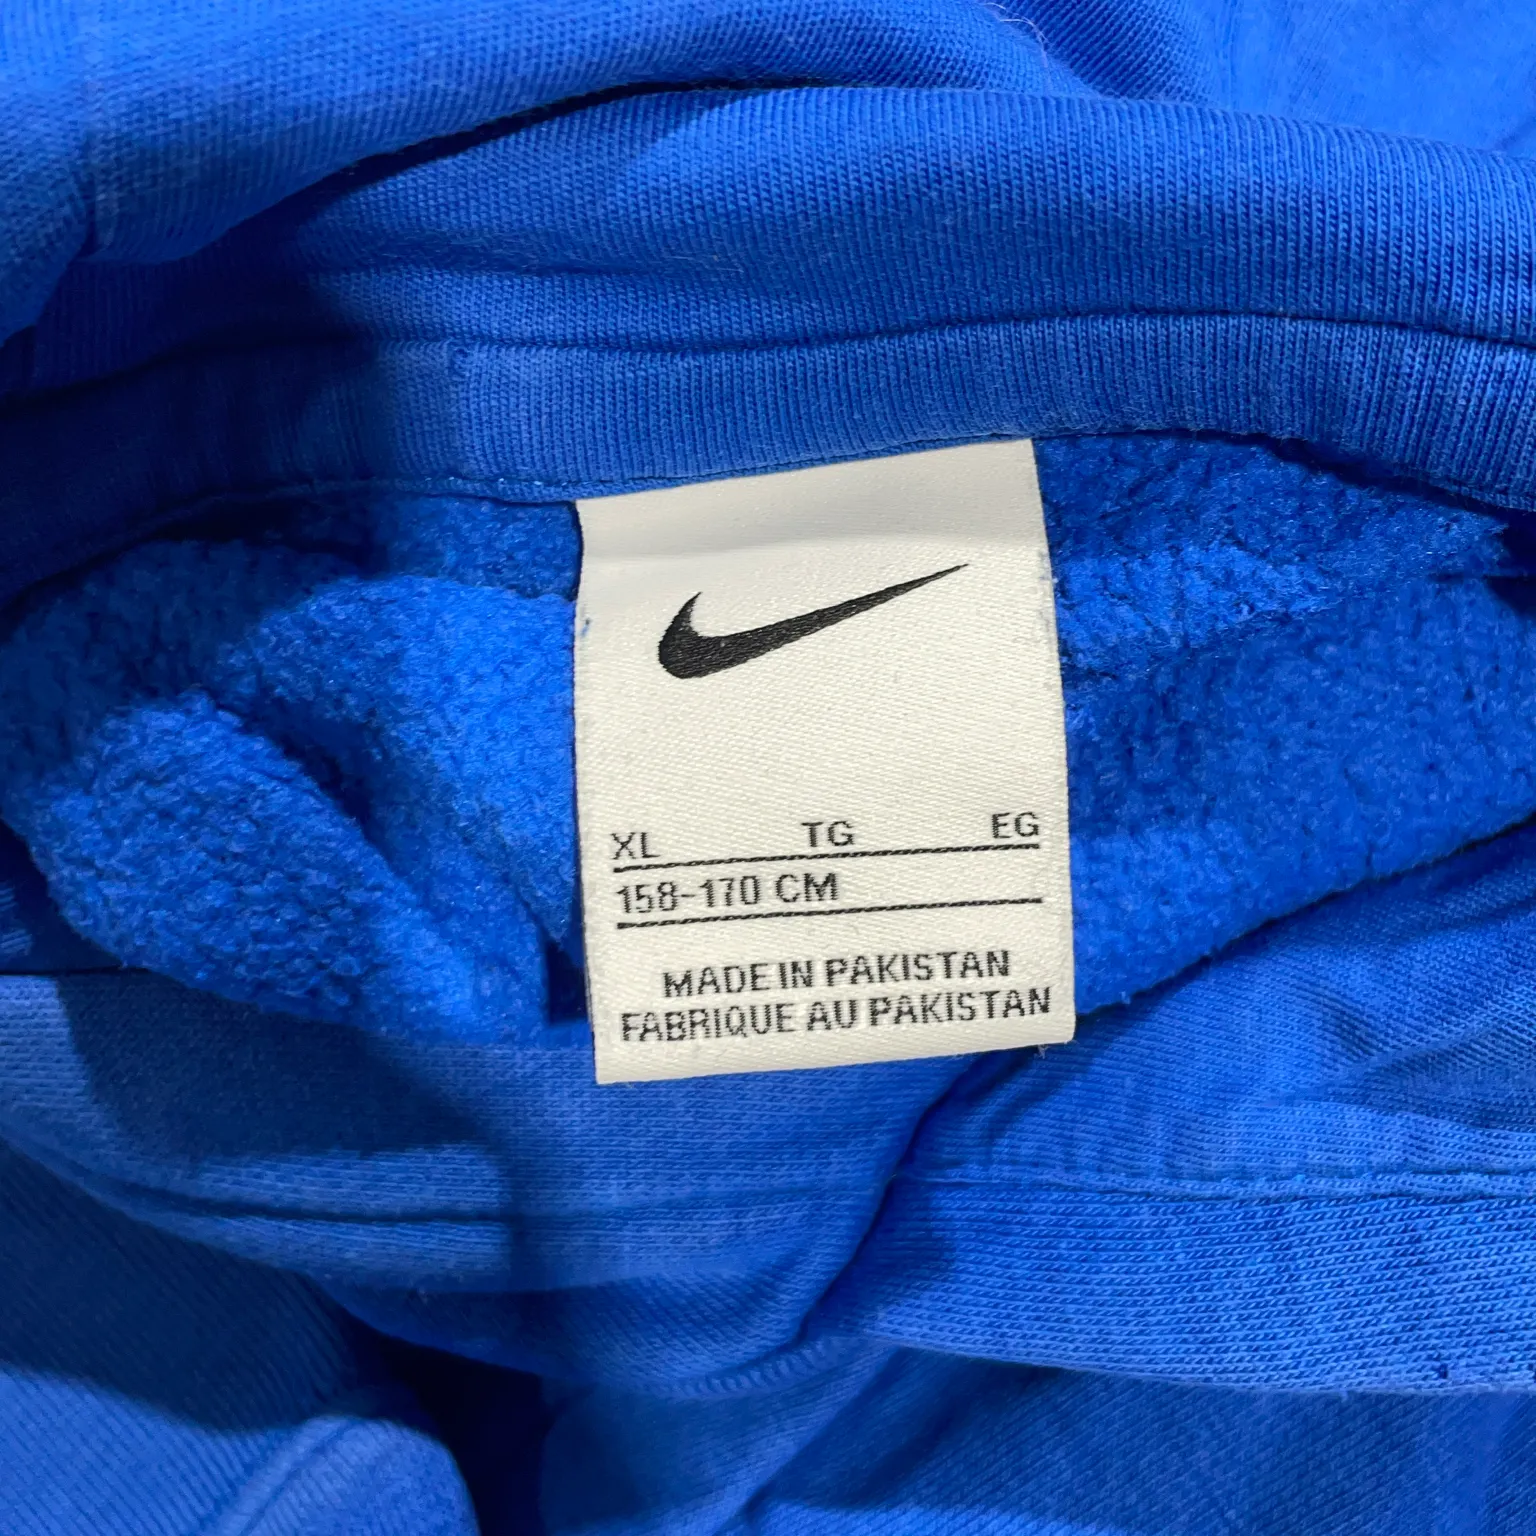 XL TG EG
158-170 CM
MADE IN PAKISTAN
FABRIQUE AU PAKISTAN